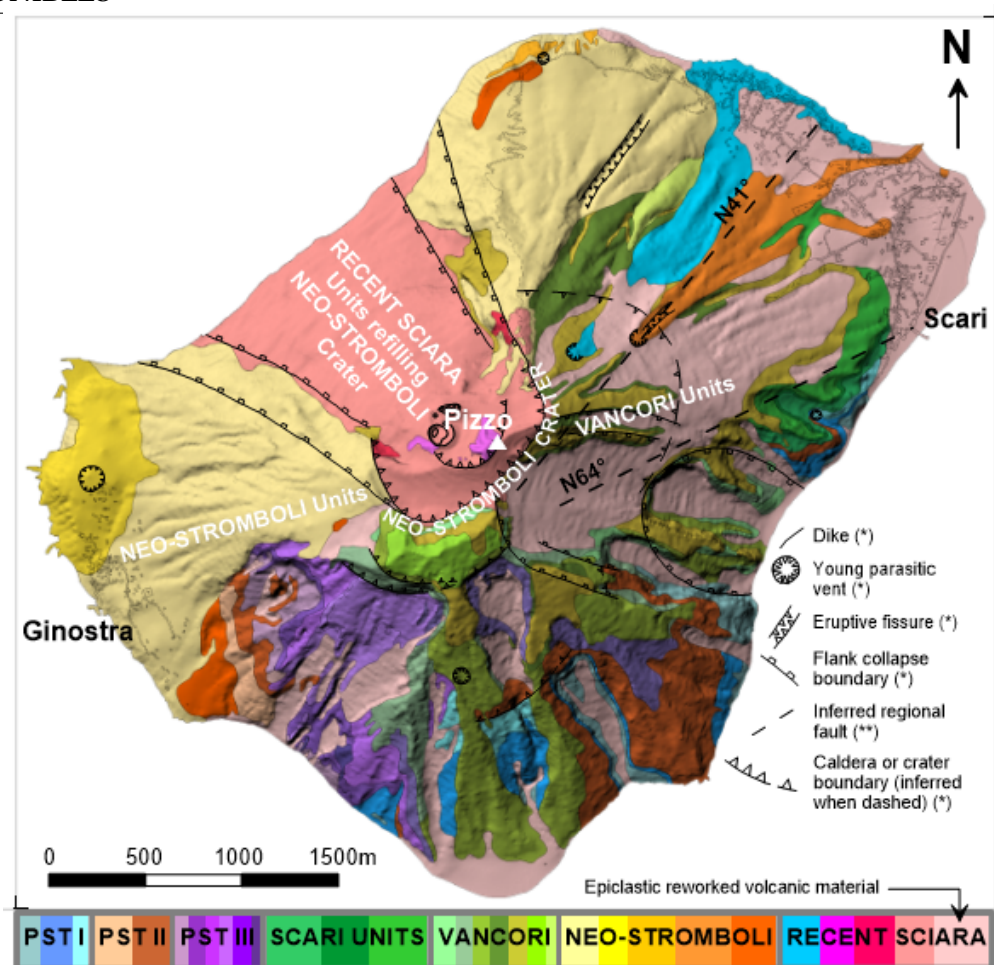 N
RECENT SCIARA
Units refilling
NEO-STROMBOLI
Crater
N41°
Scari
Pizzo
NEO-STROMBOLI CRATER
VANCORI Units
N64°
NEO-STROMBOLI Units
Ginostra
Dike (*)
Young parasitic
vent (*)
Eruptive fissure (*)
Flank collapse
boundary (*)
Inferred regional
fault (**)
Caldera or crater
boundary (inferred
when dashed) (*)
0 500 1000 1500m
Epiclastic reworked volcanic material
PST I PST II PST III SCARI UNITS VANCORI NEO-STROMBOLI RECENT SCIARA